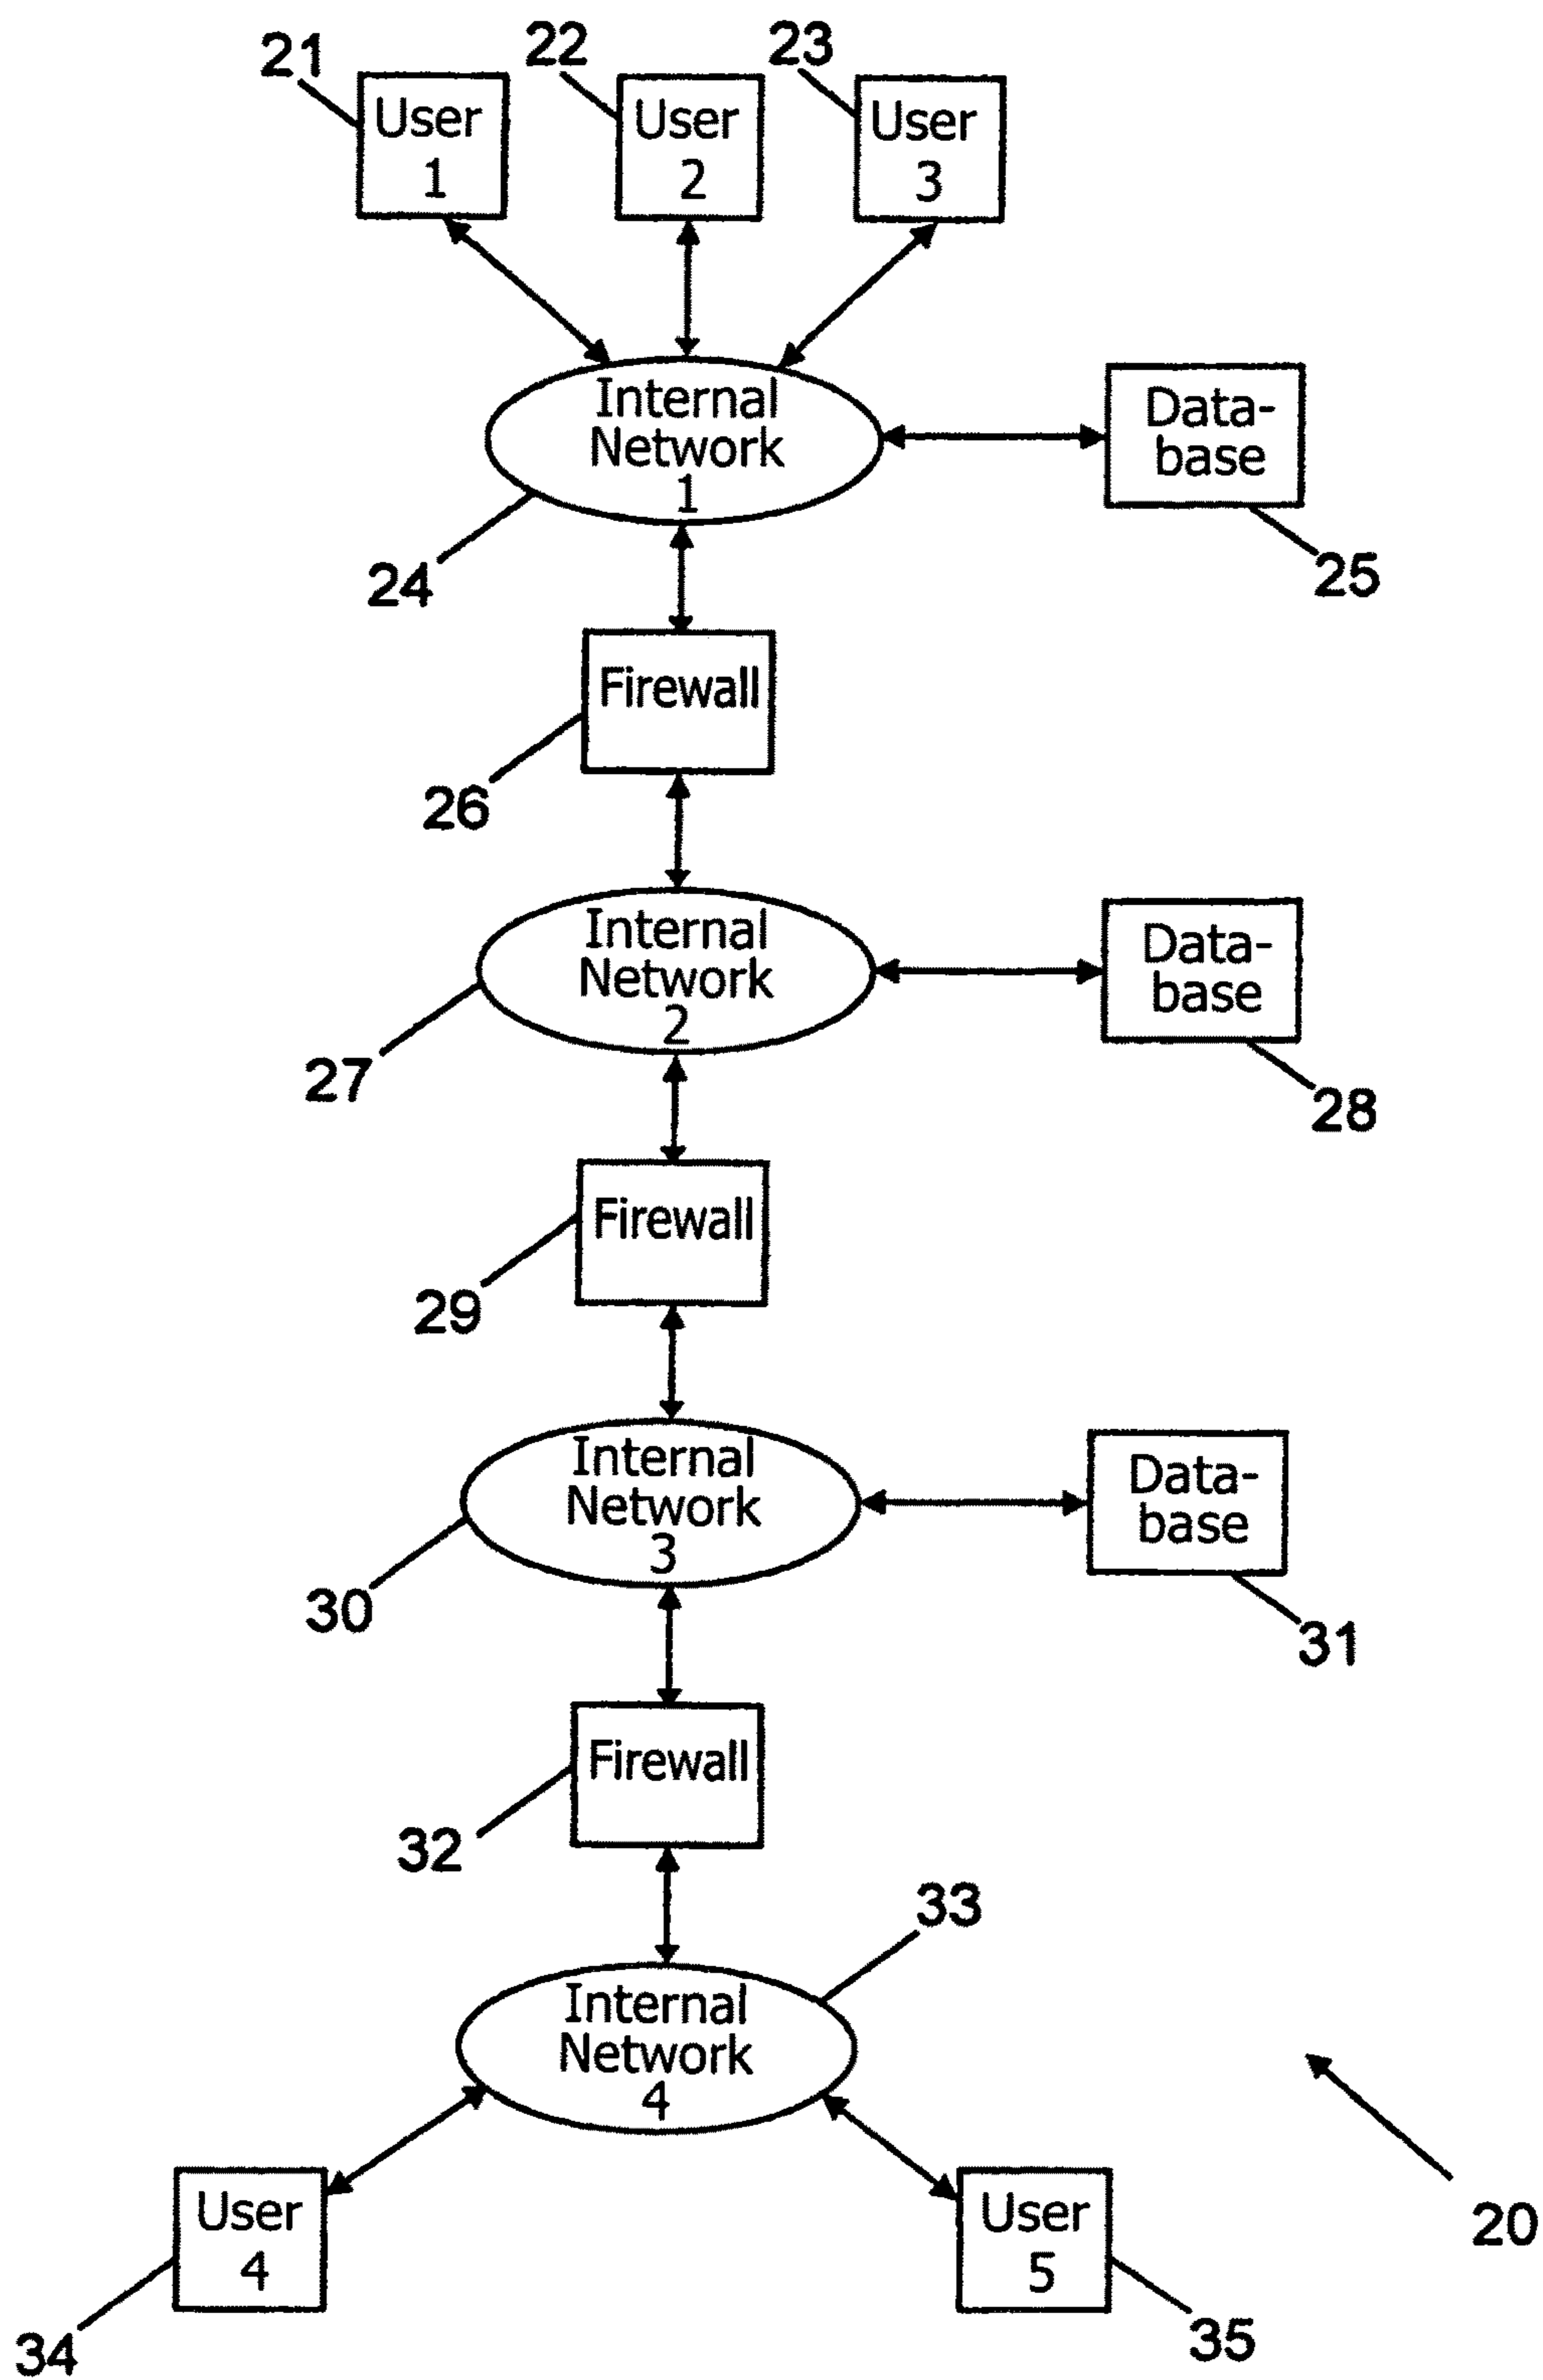 21
22
23
User
1
User
2
User
3
Internal
Network
1
Data-
base
24
25
Firewall
26
Internal
Network
2
Data-
base
27
28
Firewall
29
Internal
Network
3
Data-
base
30
31
Firewall
32
33
Internal
Network
4
User
4
User
5
20
34
35